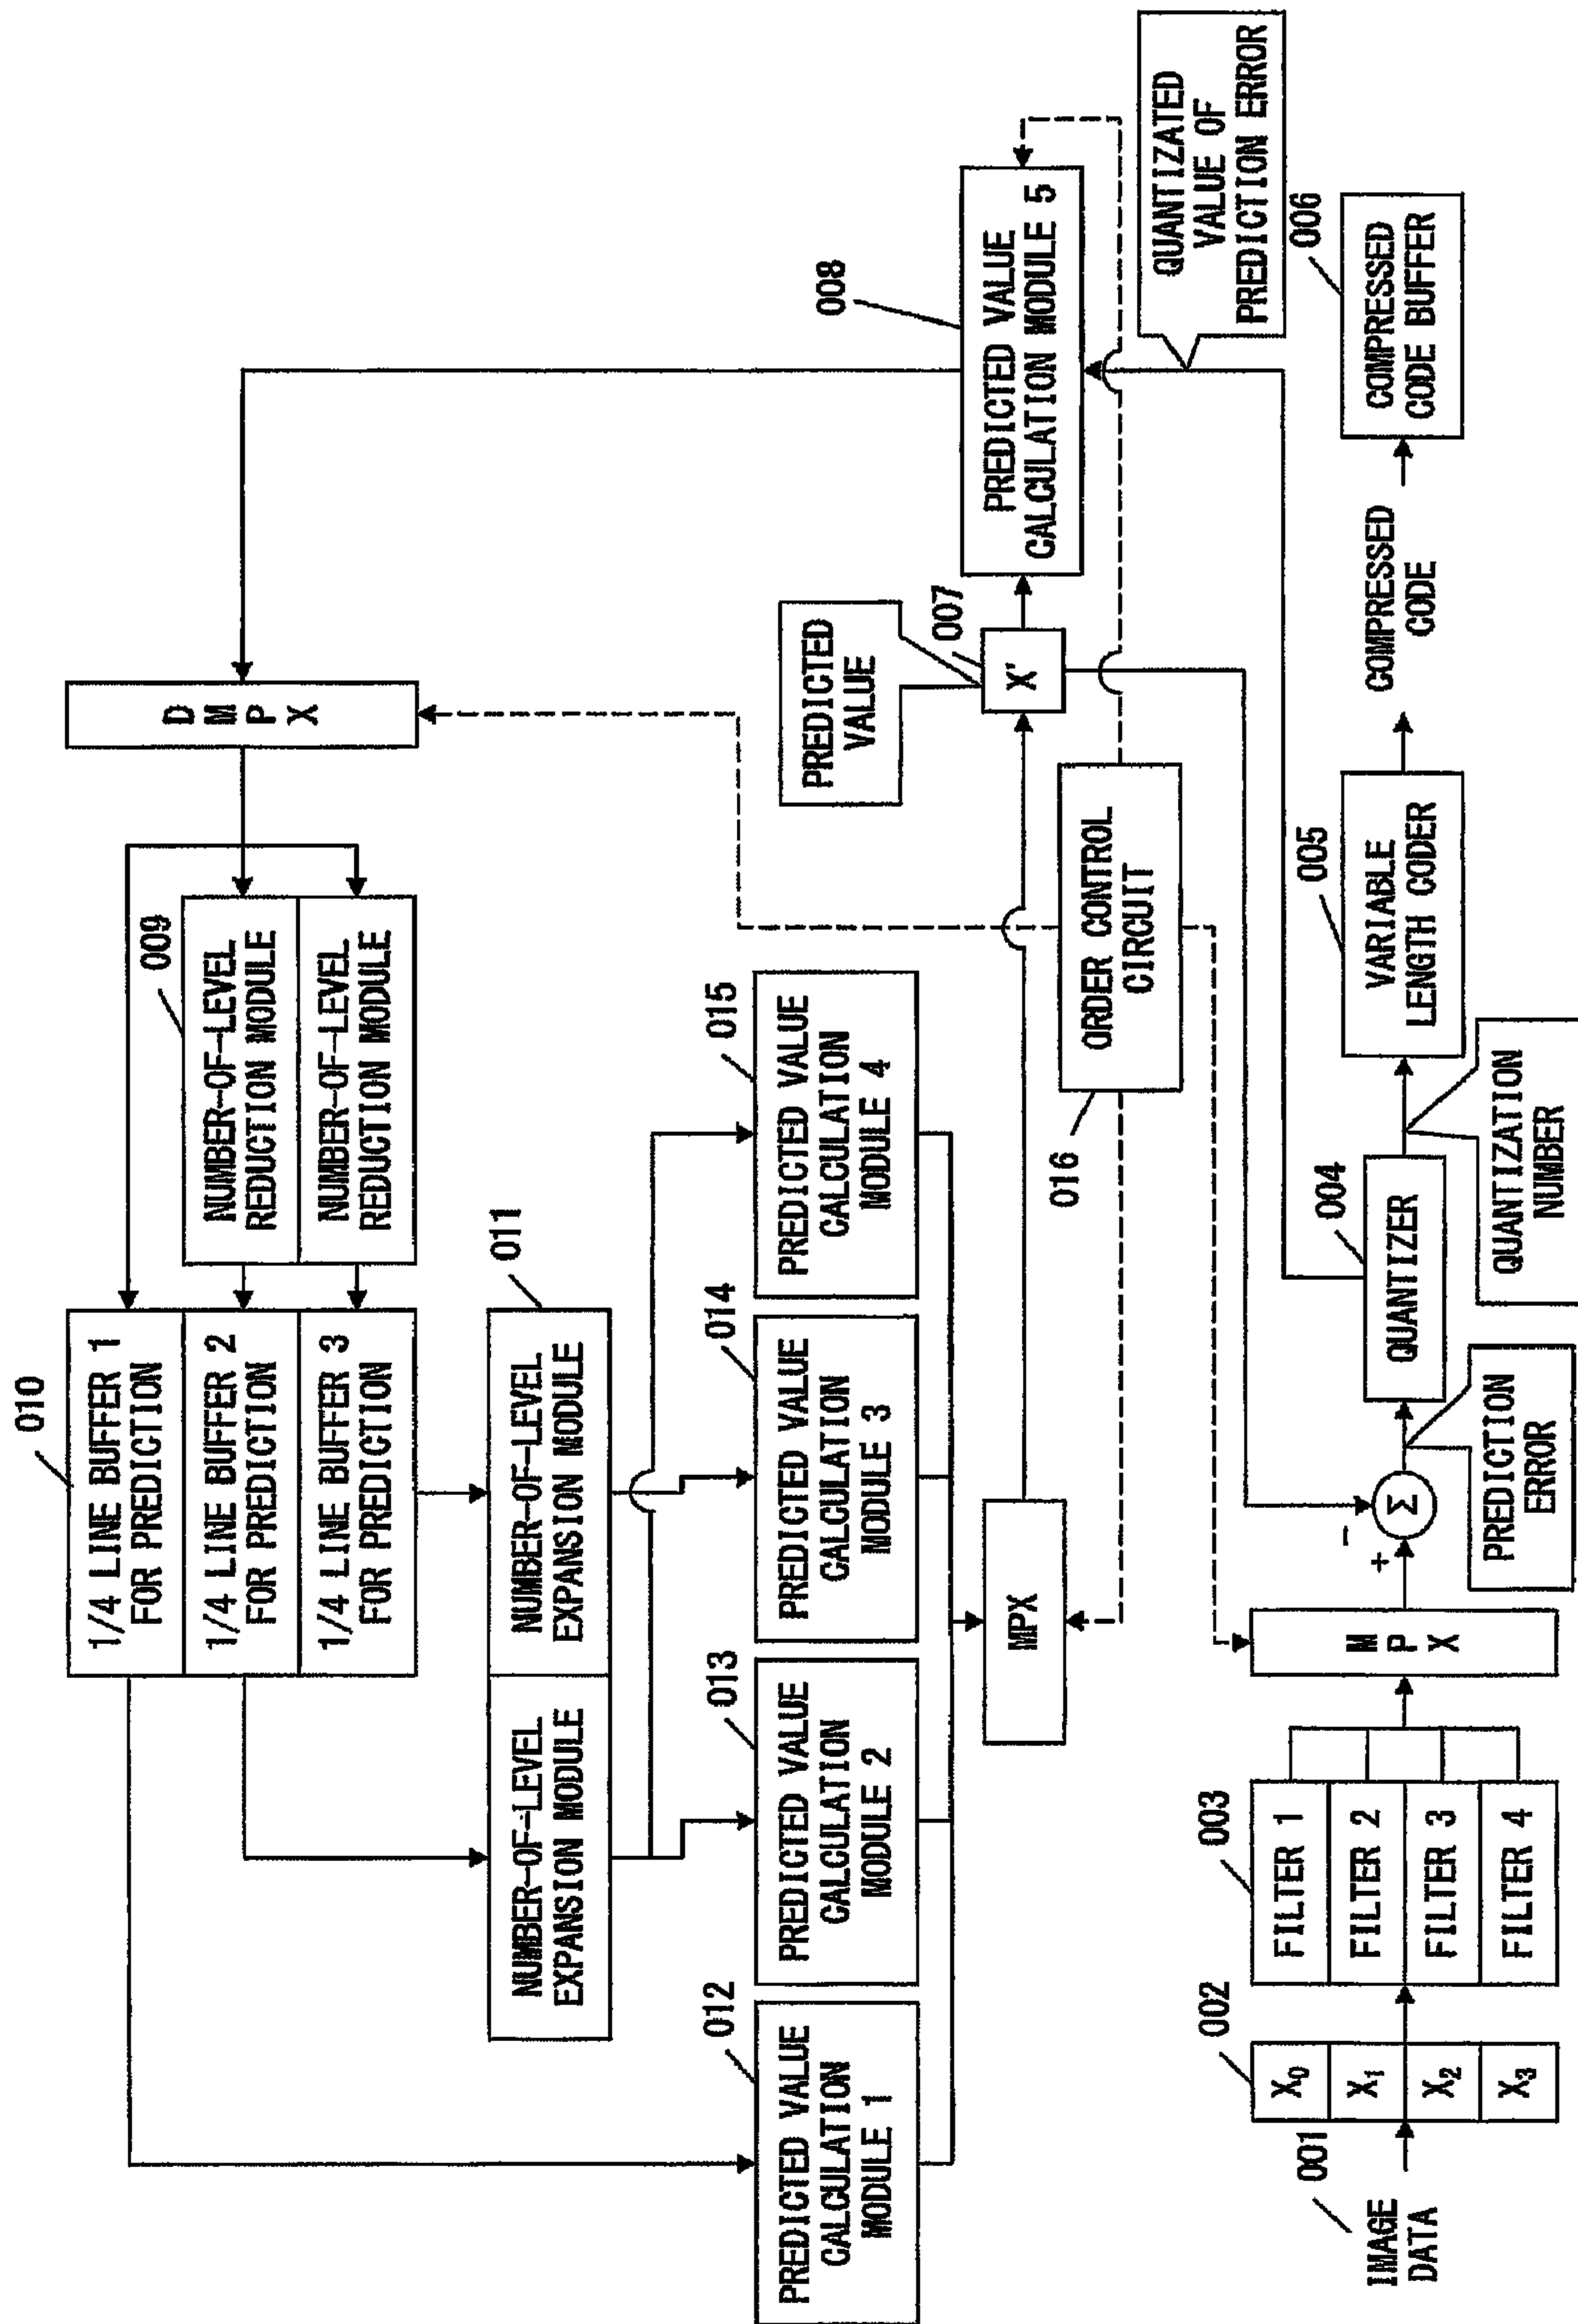 010
1/4 LINE BUFFER 1
FOR PREDICTION
1/4 LINE BUFFER 2
FOR PREDICTION
1/4 LINE BUFFER 3
FOR PREDICTION
009
NUMBER-OF-LEVEL
REDUCTION MODULE
NUMBER-OF-LEVEL
REDUCTION MODULE
D
M
P
X
011
NUMBER-OF-LEVEL
EXPANSION MODULE
NUMBER-OF-LEVEL
EXPANSION MODULE
012
PREDICTED VALUE
CALCULATION
MODULE 1
013
PREDICTED VALUE
CALCULATION
MODULE 2
014
PREDICTED VALUE
CALCULATION
MODULE 3
015
PREDICTED VALUE
CALCULATION
MODULE 4
PREDICTED
VALUE
007
X'
008
PREDICTED VALUE
CALCULATION MODULE 5
MPX
016
ORDER CONTROL
CIRCUIT
QUANTIZATED
VALUE OF
PREDICTION ERROR
001
IMAGE
DATA
002
X0
X1
X2
X3
003
FILTER 1
FILTER 2
FILTER 3
FILTER 4
M
P
X
+
-
Σ
PREDICTION
ERROR
004
QUANTIZER
QUANTIZATION
NUMBER
005
VARIABLE
LENGTH CODER
COMPRESSED
CODE
006
COMPRESSED
CODE BUFFER